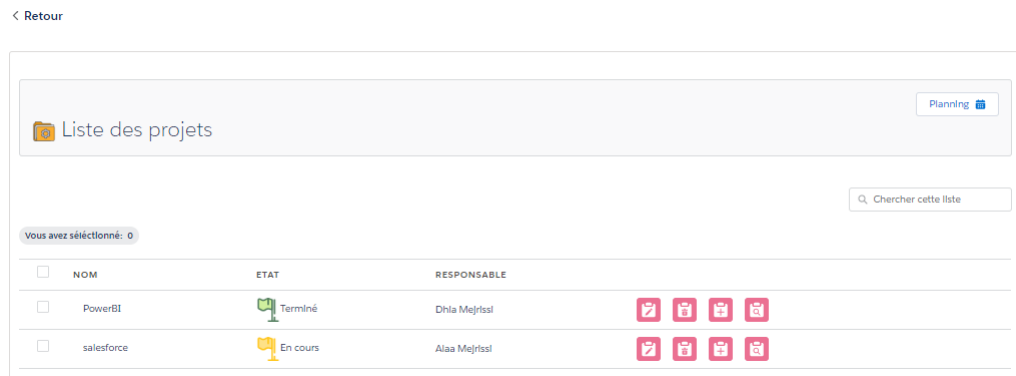 Retour
Planning
Liste des projets
Chercher cette liste
Vous avez séléctionné: 0
NOM ETAT RESPONSABLE
PowerBI Terminé Dhia Mejrissi
salesforce En cours Alaa Mejrissi